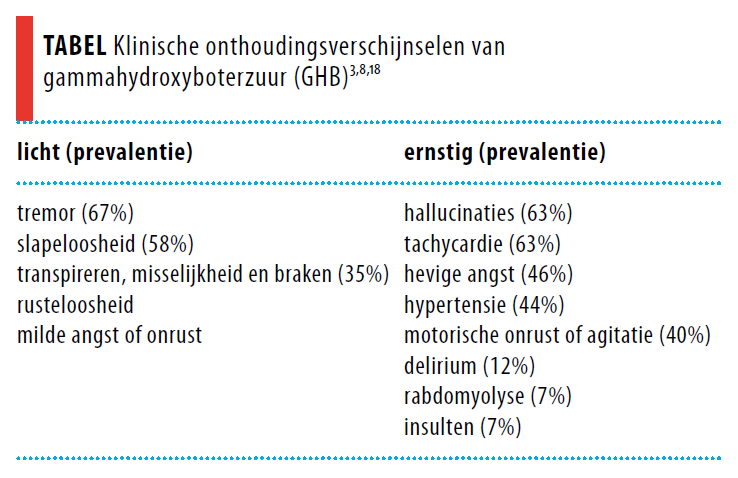 TABEL Klinische onthoudingsverschijnselen van
gammahydroxyboterzuur (GHB)3,8,18
licht (prevalentie)
tremor (67%)
slapeloosheid (58%)
transpireren, misselijkheid en braken (35%)
rusteloosheid
milde angst of onrust
ernstig (prevalentie)
hallucinaties (63%)
tachycardie (63%)
hevige angst (46%)
hypertensie (44%)
motorische onrust of agitatie (40%)
delirium (12%)
rabdomyolyse (7%)
insulten (7%)